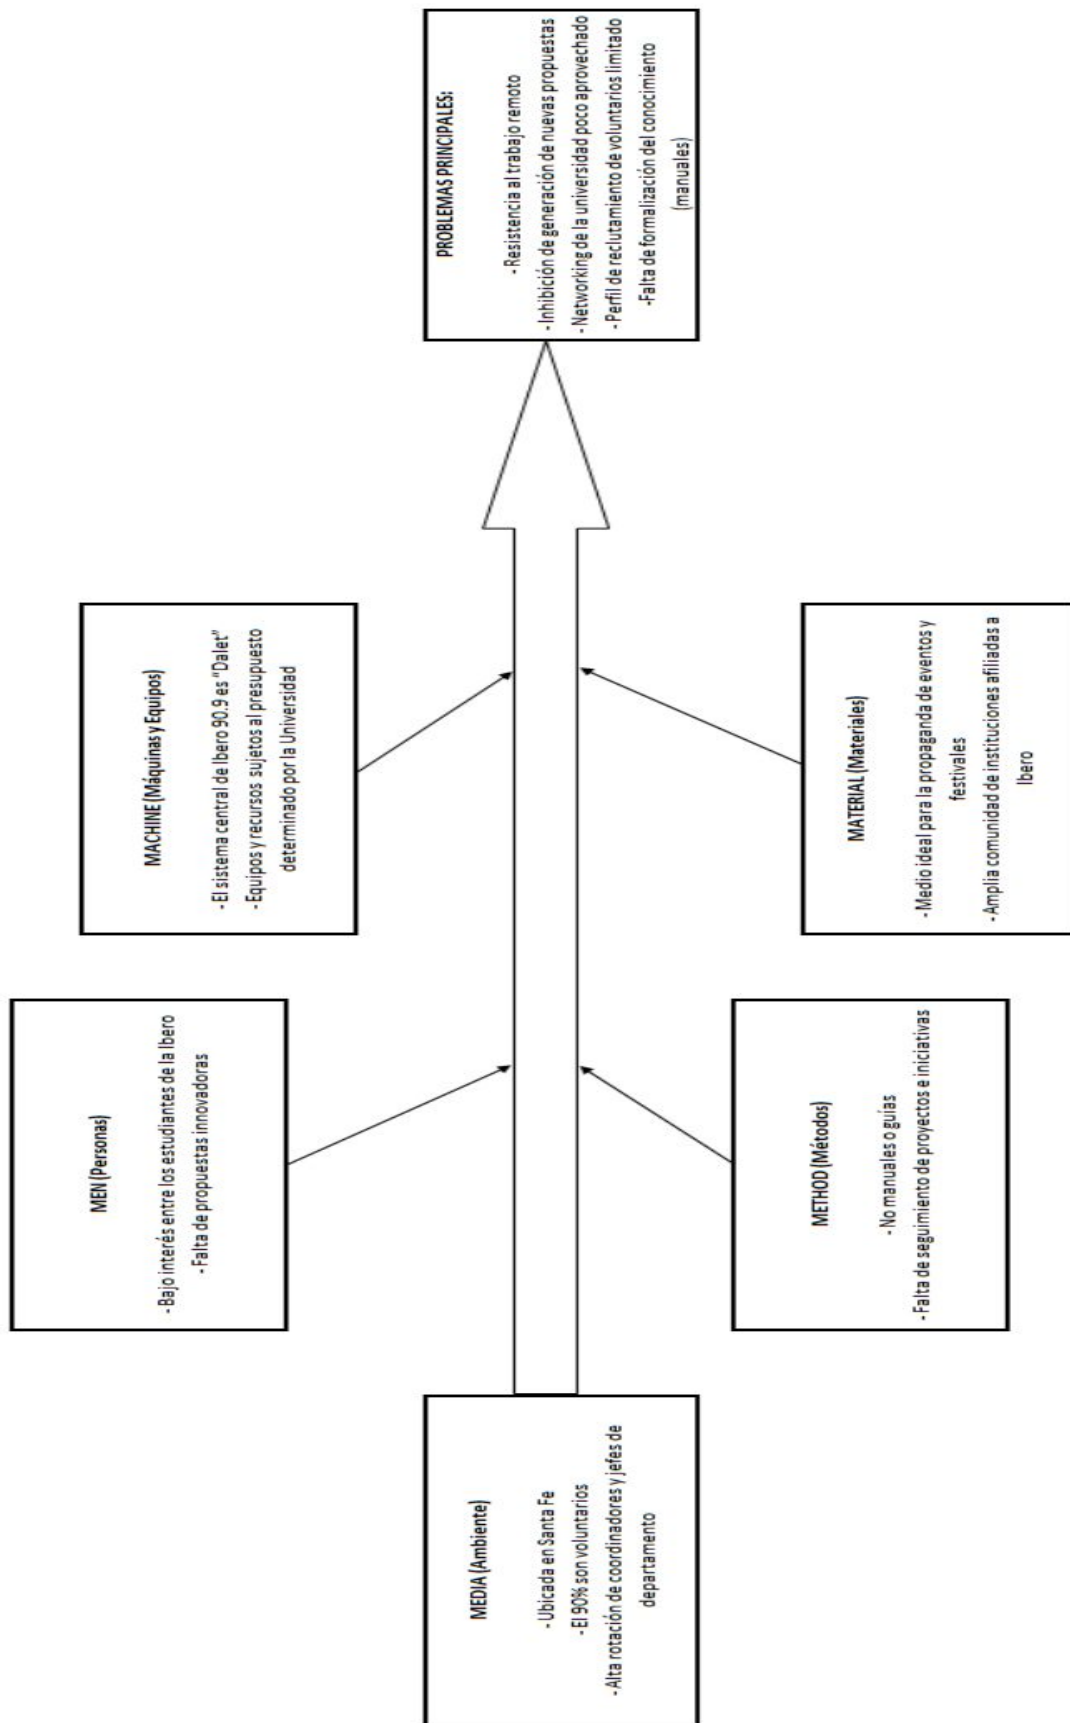 MEN (Personas)
- Bajo interés entre los estudiantes de la Ibero
- Falta de propuestas innovadoras
MACHINE (Máquinas y Equipos)
- El sistema central de Ibero 90.9 es "Dalet"
- Equipos y recursos sujetos al presupuesto
determinado por la Universidad
MEDIA (Ambiente)
- Ubicada en Santa Fe
- El 90% son voluntarios
- Alta rotación de coordinadores y jefes de
departamento
PROBLEMAS PRINCIPALES:
- Resistencia al trabajo remoto
- Inhibición de generación de nuevas propuestas
- Networking de la universidad poco aprovechado
- Perfil de reclutamiento de voluntarios limitado
-Falta de formalización del conocimiento
(manuales)
METHOD (Métodos)
- No manuales o guías
- Falta de seguimiento de proyectos e iniciativas
MATERIAL (Materiales)
- Medio ideal para la propaganda de eventos y
festivales
- Amplia comunidad de instituciones afiliadas a
Ibero